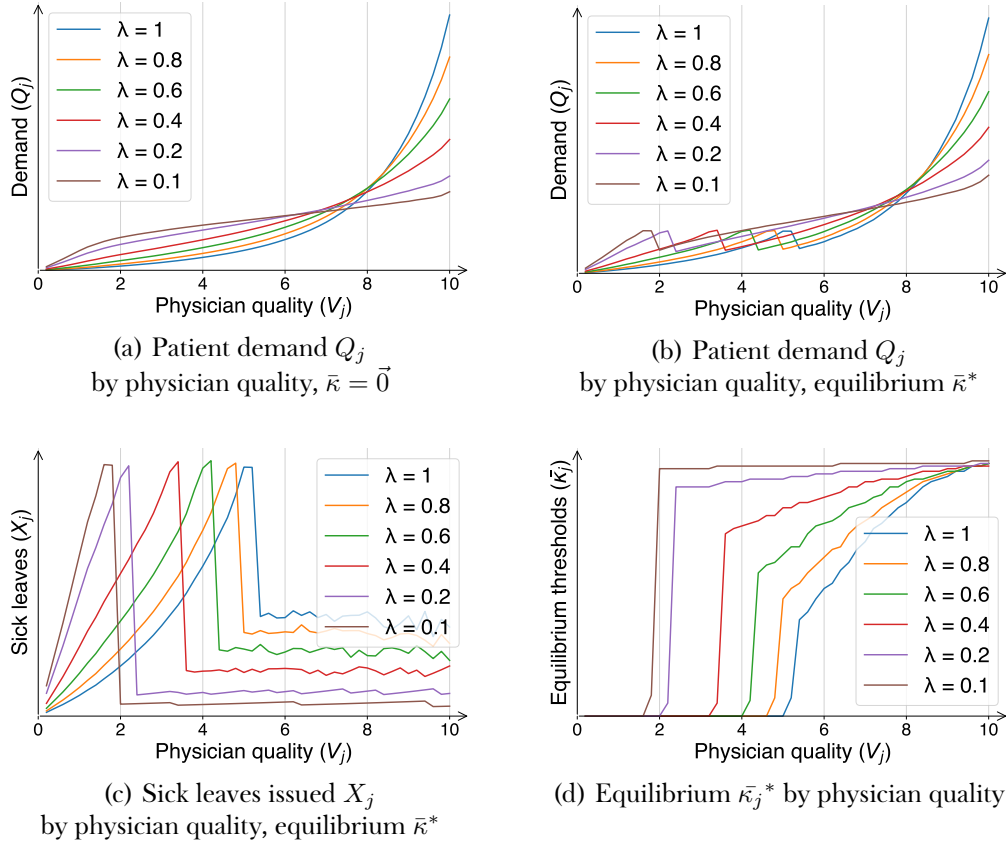 Demand (Qj)
λ = 1
λ = 0.8
λ = 0.6
λ = 0.4
λ = 0.2
λ = 0.1
0 2 4 6 8 10
Physician quality (Vj)
(a) Patient demand Qj
by physician quality, κ̄ = 0⃗
Demand (Qj)
λ = 1
λ = 0.8
λ = 0.6
λ = 0.4
λ = 0.2
λ = 0.1
0 2 4 6 8 10
Physician quality (Vj)
(b) Patient demand Qj
by physician quality, equilibrium κ̄*
Sick leaves (Xj)
λ = 1
λ = 0.8
λ = 0.6
λ = 0.4
λ = 0.2
λ = 0.1
0 2 4 6 8 10
Physician quality (Vj)
(c) Sick leaves issued Xj
by physician quality, equilibrium κ̄*
Equilibrium thresholds (κ̄j)
λ = 1
λ = 0.8
λ = 0.6
λ = 0.4
λ = 0.2
λ = 0.1
0 2 4 6 8 10
Physician quality (Vj)
(d) Equilibrium κ̄j* by physician quality